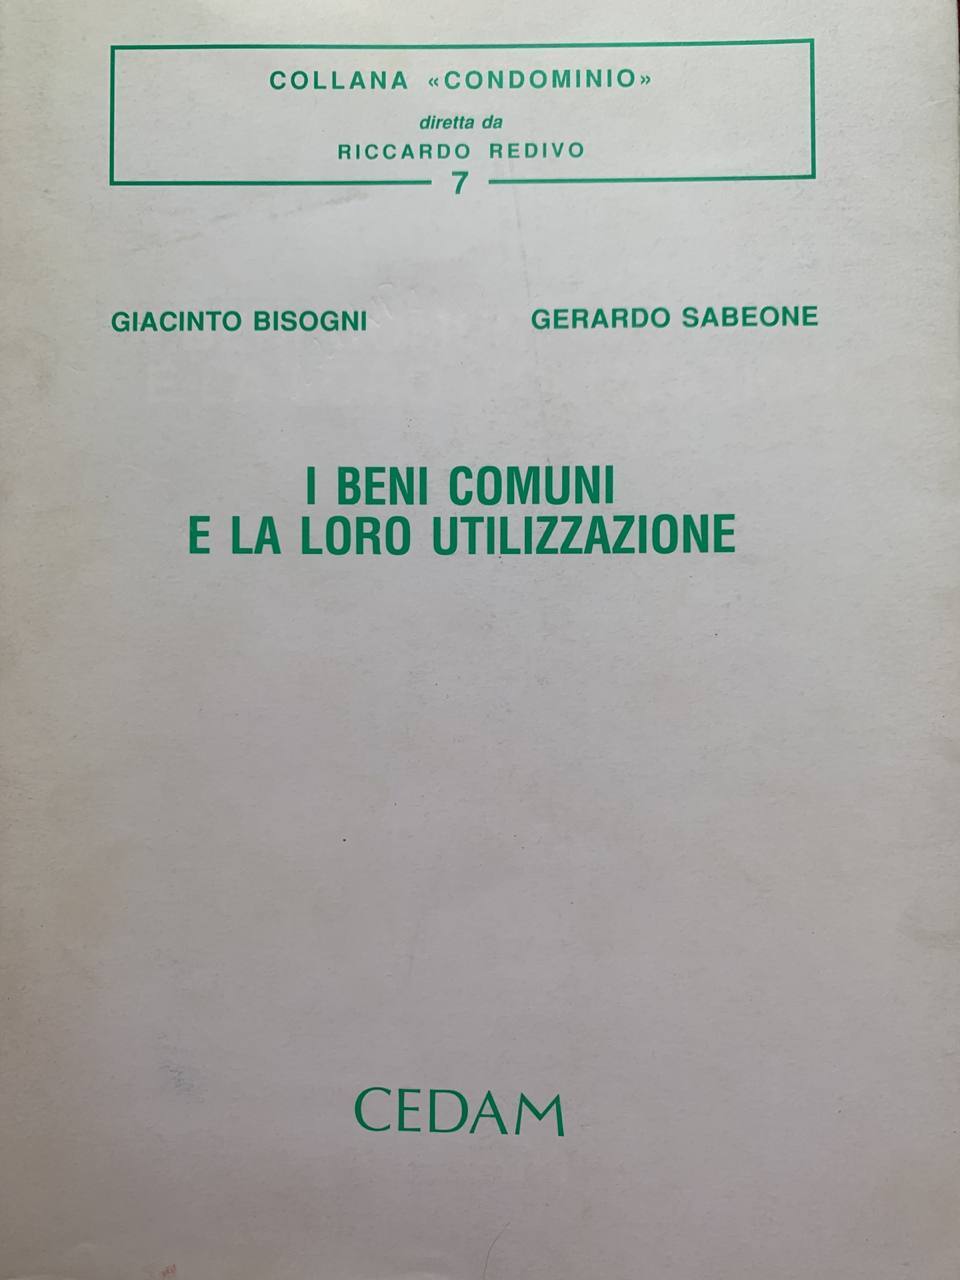 COLLANA «CONDOMINIO»
diretta da
RICCARDO REDIVO
7
GIACINTO BISOGNI GERARDO SABEONE
I BENI COMUNI
E LA LORO UTILIZZAZIONE
CEDAM